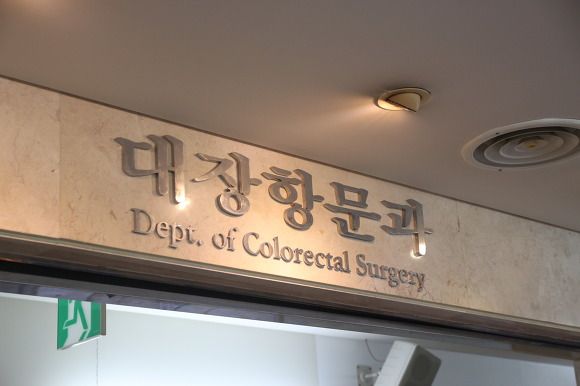 대장항문과
Dept. of Colorectal Surgery